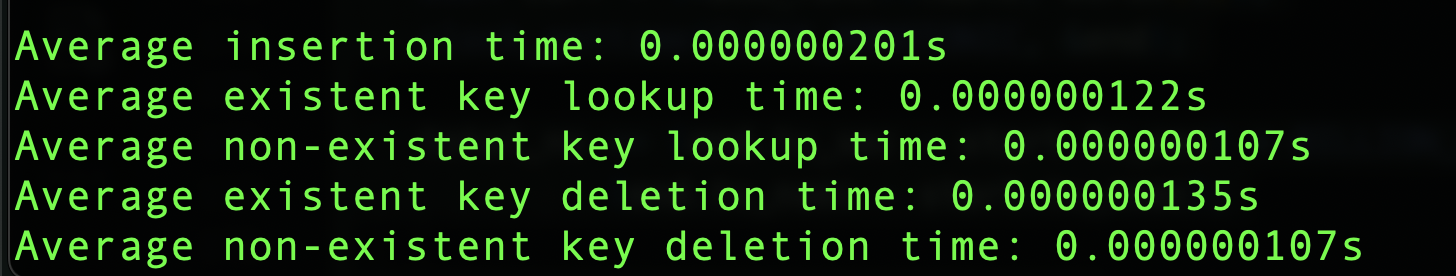 Average insertion time: 0.000000201s
Average existent key lookup time: 0.000000122s
Average non-existent key lookup time: 0.000000107s
Average existent key deletion time: 0.000000135s
Average non-existent key deletion time: 0.000000107s